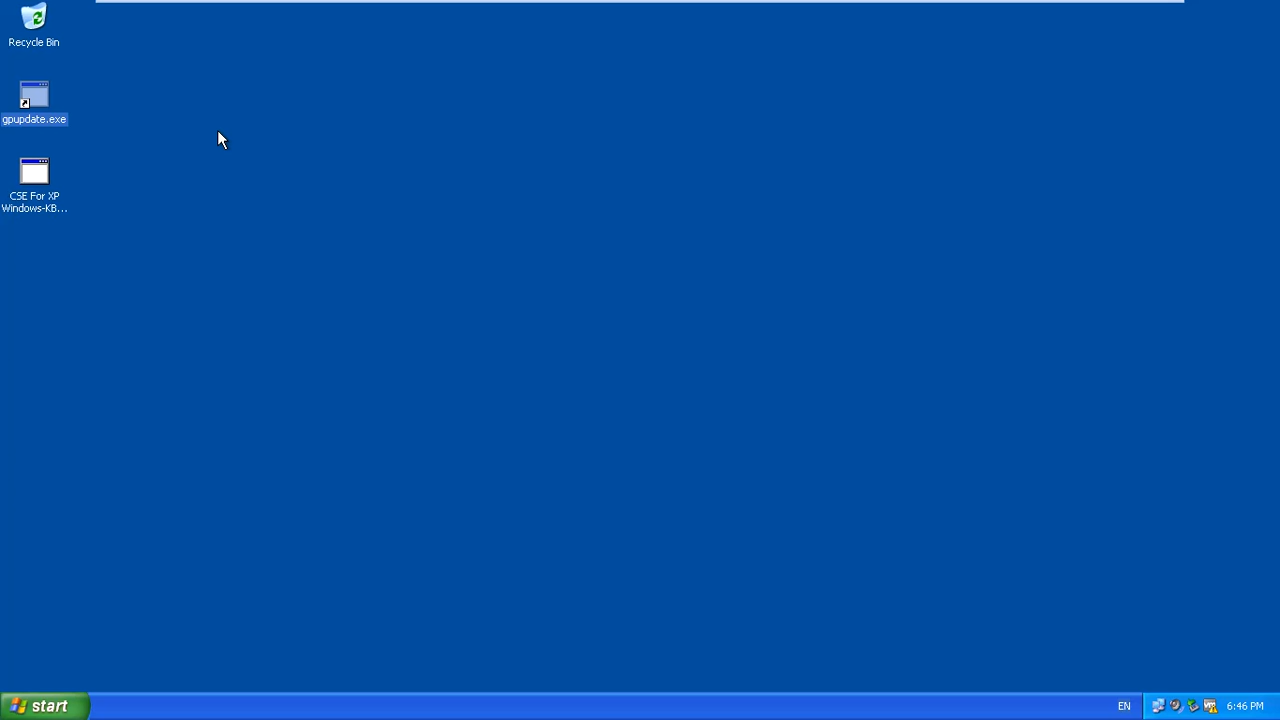 Recycle Bin
gpupdate.exe
CSE For XP
Windows-KB...
start
EN
6:46 PM